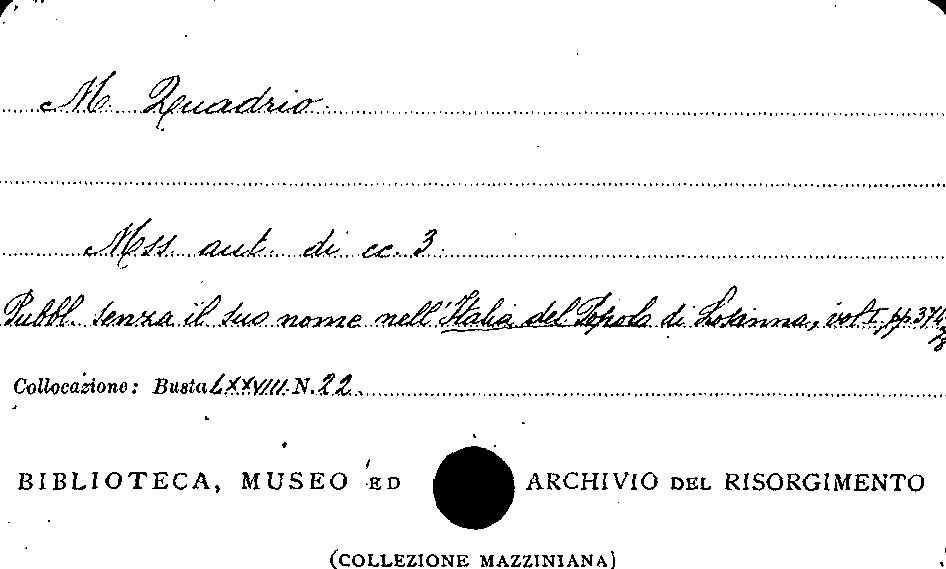 M. Quadrio
Mss. aut. di cc. 3.
Pubbl. senza il suo nome nell'Italia del Popolo di Losanna, vol. I, pp.
Collocazione: Busta LXXVIII N. 22.
BIBLIOTECA, MUSEO ED ARCHIVIO DEL RISORGIMENTO
(COLLEZIONE MAZZINIANA)